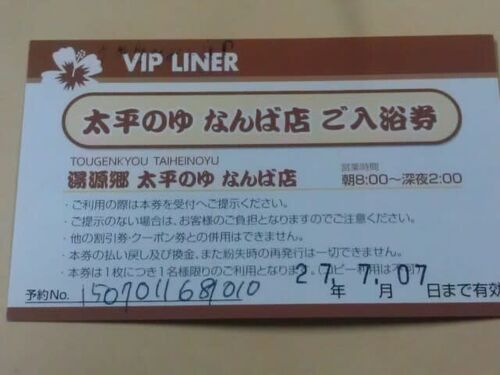 VIP LINER
太平のゆ なんば店 ご入浴券
TOUGENKYOU TAIHEINOYU
湯源郷 太平のゆ なんば店
営業時間
朝8:00～深夜2:00
・ご利用の際は本券を受付へご提示ください。
・ご提示のない場合は、お客様のご負担となりますのでご注意ください。
・他の割引券・クーポン券との併用はできません。
・本券の払い戻し及び換金、また紛失時の再発行は一切できません。
・本券は1枚につき1名様限りのご利用となります。コピー利用は不可
予約No. 150701168010 27年 7.月 07日まで有効